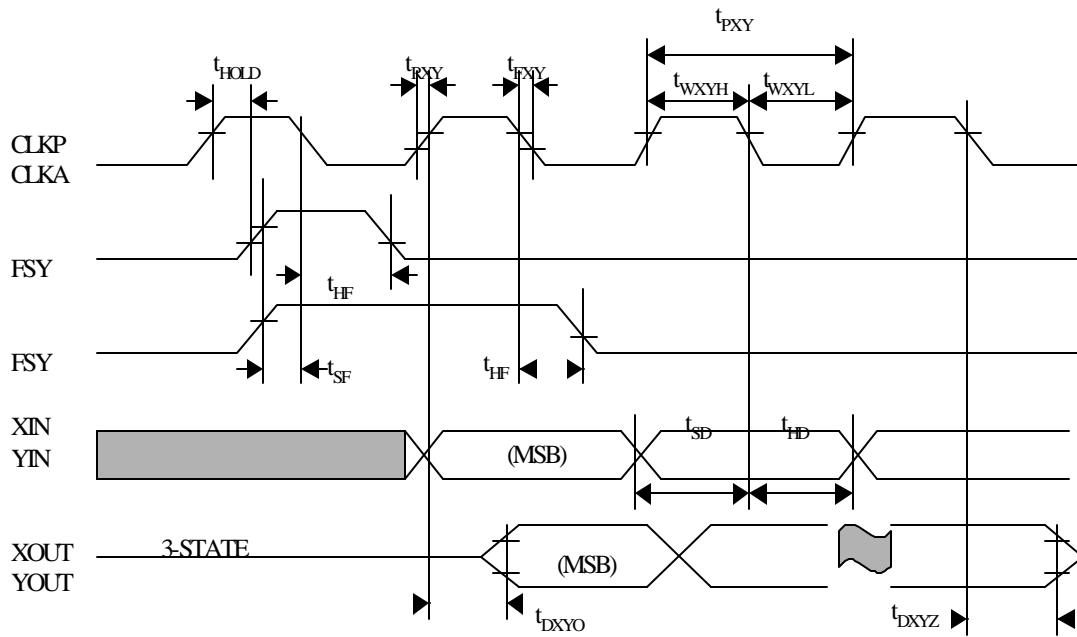 tPXY
tHOLD
tRXY
tFXY
tWXYH
tWXYL
CLKP
CLKA
FSY
tHF
FSY
tSF
tHF
XIN
YIN
(MSB)
tSD
tHD
XOUT
YOUT
3-STATE
(MSB)
tDXYO
tDXYZ